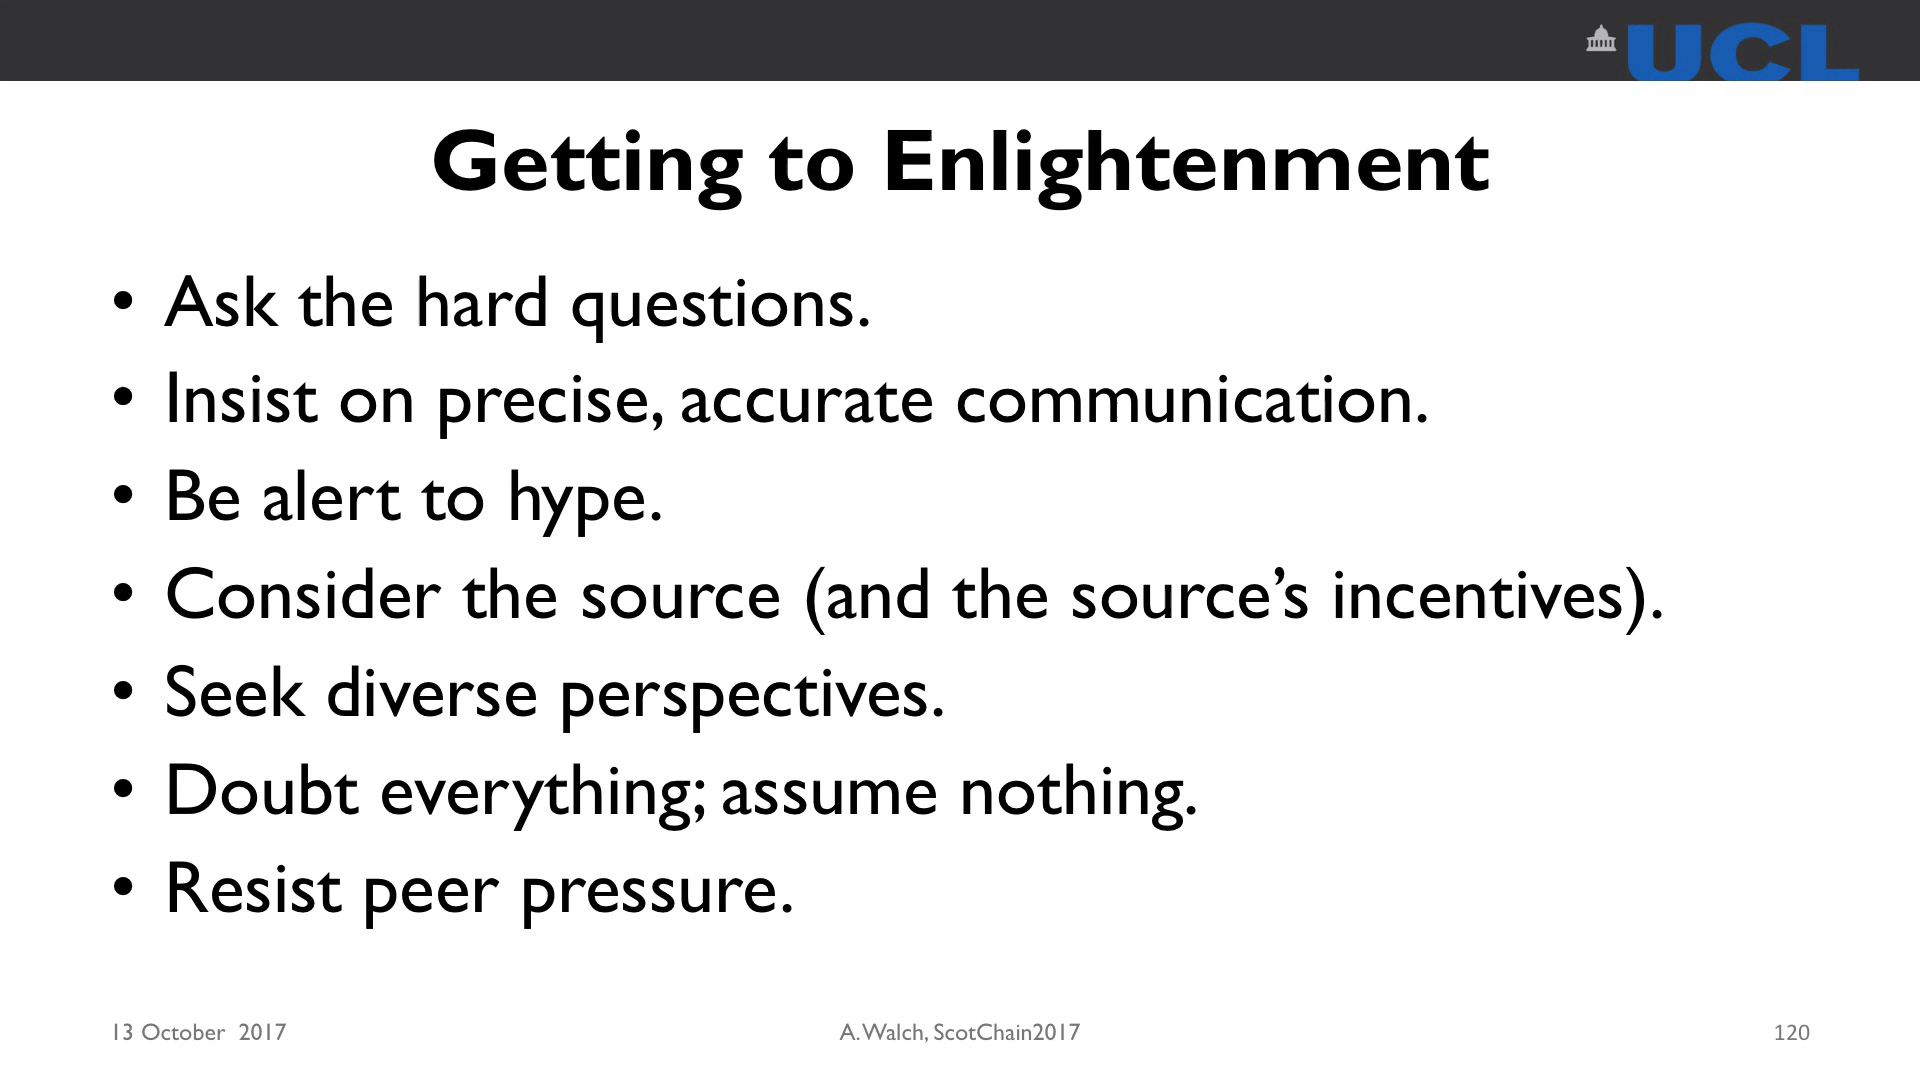 UCL
Getting to Enlightenment
• Ask the hard questions.
• Insist on precise, accurate communication.
• Be alert to hype.
• Consider the source (and the source’s incentives).
• Seek diverse perspectives.
• Doubt everything; assume nothing.
• Resist peer pressure.
13 October 2017
A. Walch, ScotChain2017
120